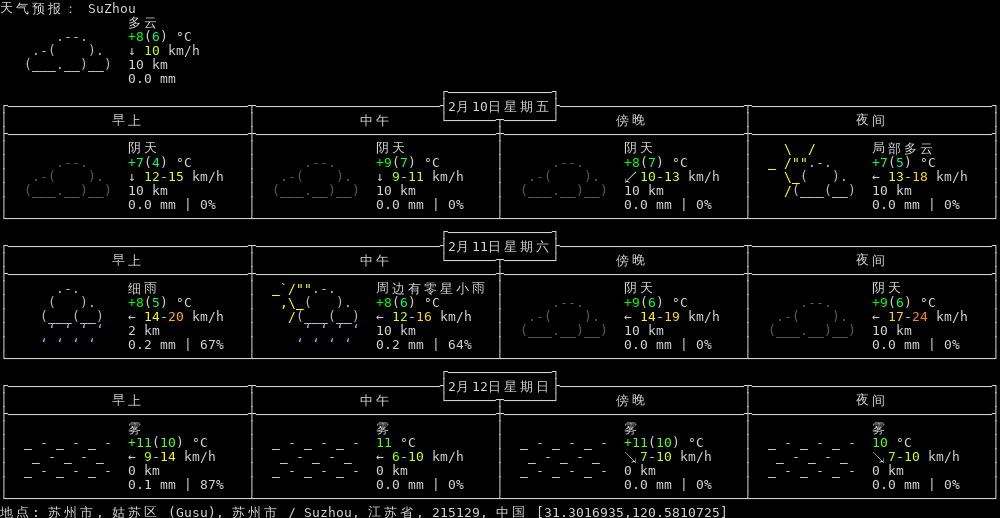 天气预报： SuZhou
多云
+8(6) °C
↓ 10 km/h
10 km
0.0 mm
2月10日星期五
早上 中午 傍晚 夜间
阴天 阴天 阴天 局部多云
+7(4) °C +9(7) °C +8(7) °C +7(5) °C
↓ 12-15 km/h ↓ 9-11 km/h ↙ 10-13 km/h ← 13-18 km/h
10 km 10 km 10 km 10 km
0.0 mm | 0% 0.0 mm | 0% 0.0 mm | 0% 0.0 mm | 0%
2月11日星期六
早上 中午 傍晚 夜间
细雨 周边有零星小雨 阴天 阴天
+8(5) °C +8(6) °C +9(6) °C +9(6) °C
← 14-20 km/h ← 12-16 km/h ← 14-19 km/h ← 17-24 km/h
2 km 10 km 10 km 10 km
0.2 mm | 67% 0.2 mm | 64% 0.0 mm | 0% 0.0 mm | 0%
2月12日星期日
早上 中午 傍晚 夜间
雾 雾 雾 雾
+11(10) °C 11 °C +11(10) °C 10 °C
← 9-14 km/h ← 6-10 km/h ↘ 7-10 km/h ↘ 7-10 km/h
0 km 0 km 0 km 0 km
0.1 mm | 87% 0.0 mm | 0% 0.0 mm | 0% 0.0 mm | 0%
地点: 苏州市, 姑苏区 (Gusu), 苏州市 / Suzhou, 江苏省, 215129, 中国 [31.3016935,120.5810725]